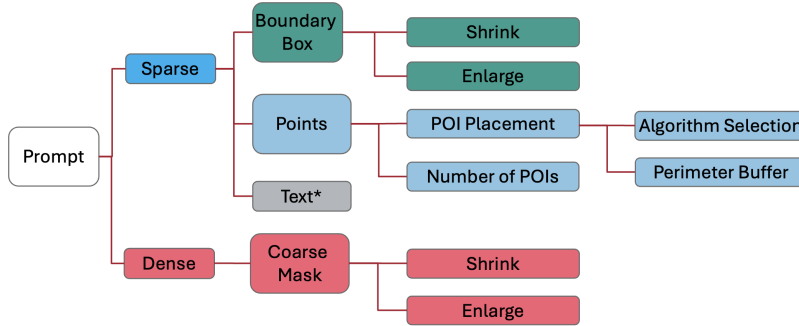 Boundary
Box
Shrink
Sparse
Enlarge
Points
POI Placement
Algorithm Selection
Prompt
Number of POIs
Perimeter Buffer
Text*
Dense
Coarse
Mask
Shrink
Enlarge